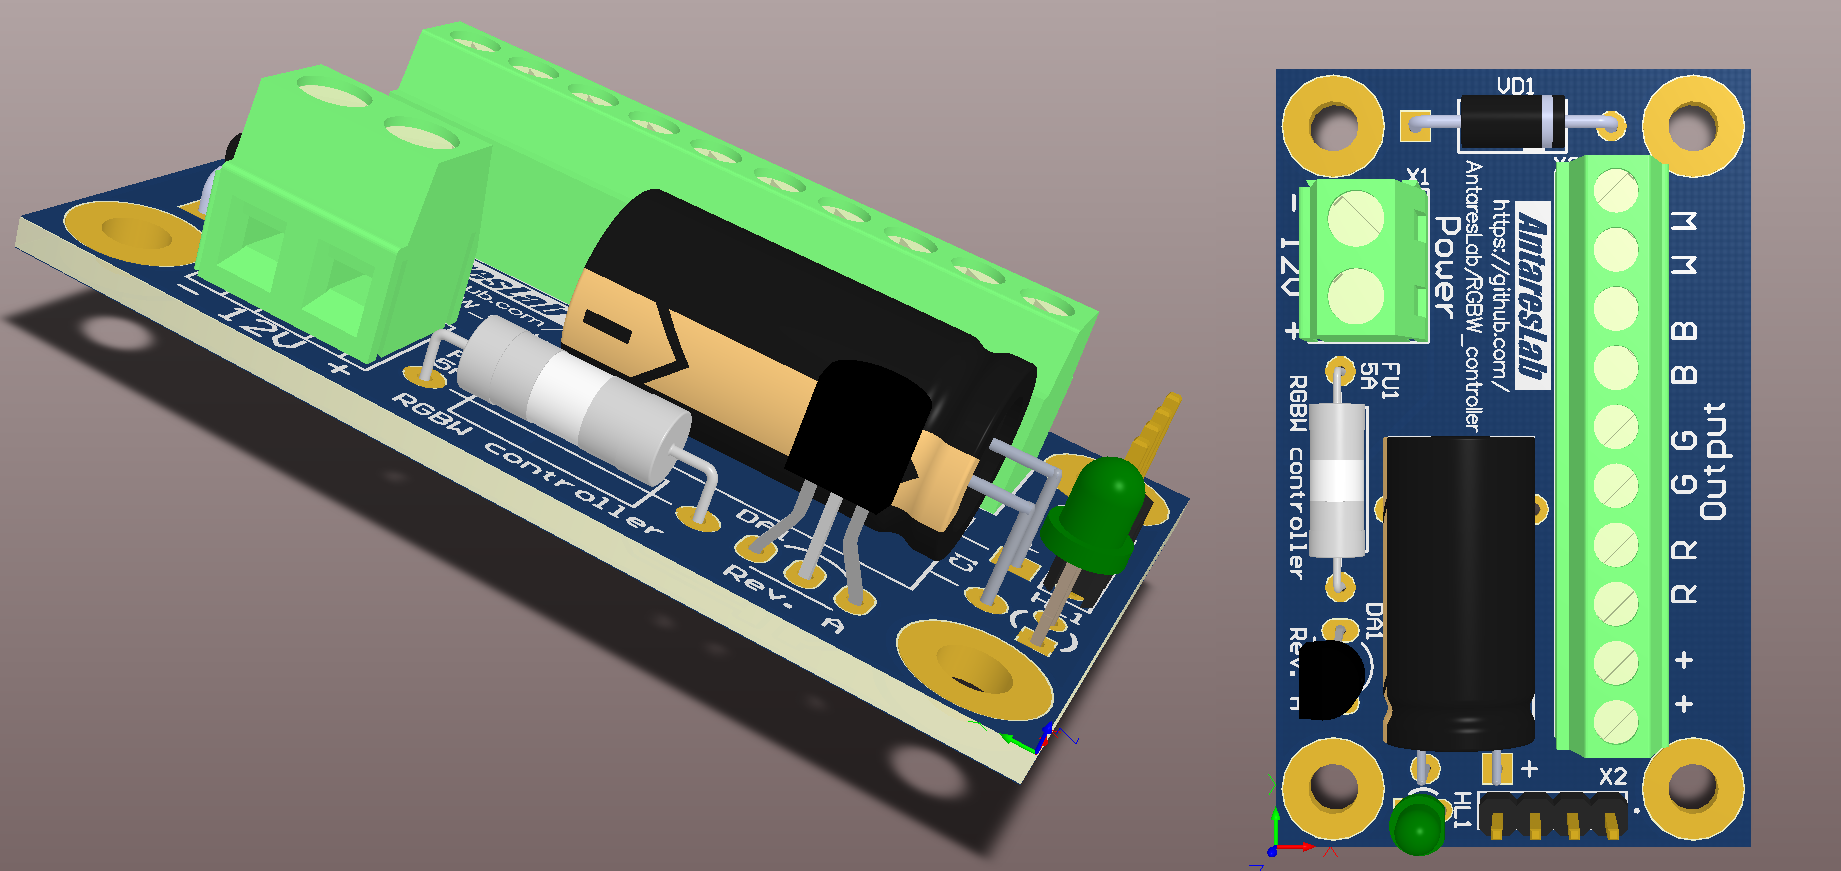 12V
+
RGBW controller
DA1
Rev. A
C1
VD1
X1
- 12V +
Power
AntaresLab/RGBW_controller
https://github.com/
AntaresLab
W
W
B
B
G
G
R
R
+
+
Output
FU1
5A
RGBW controller
DA1
Rev.
+
X2
HL1